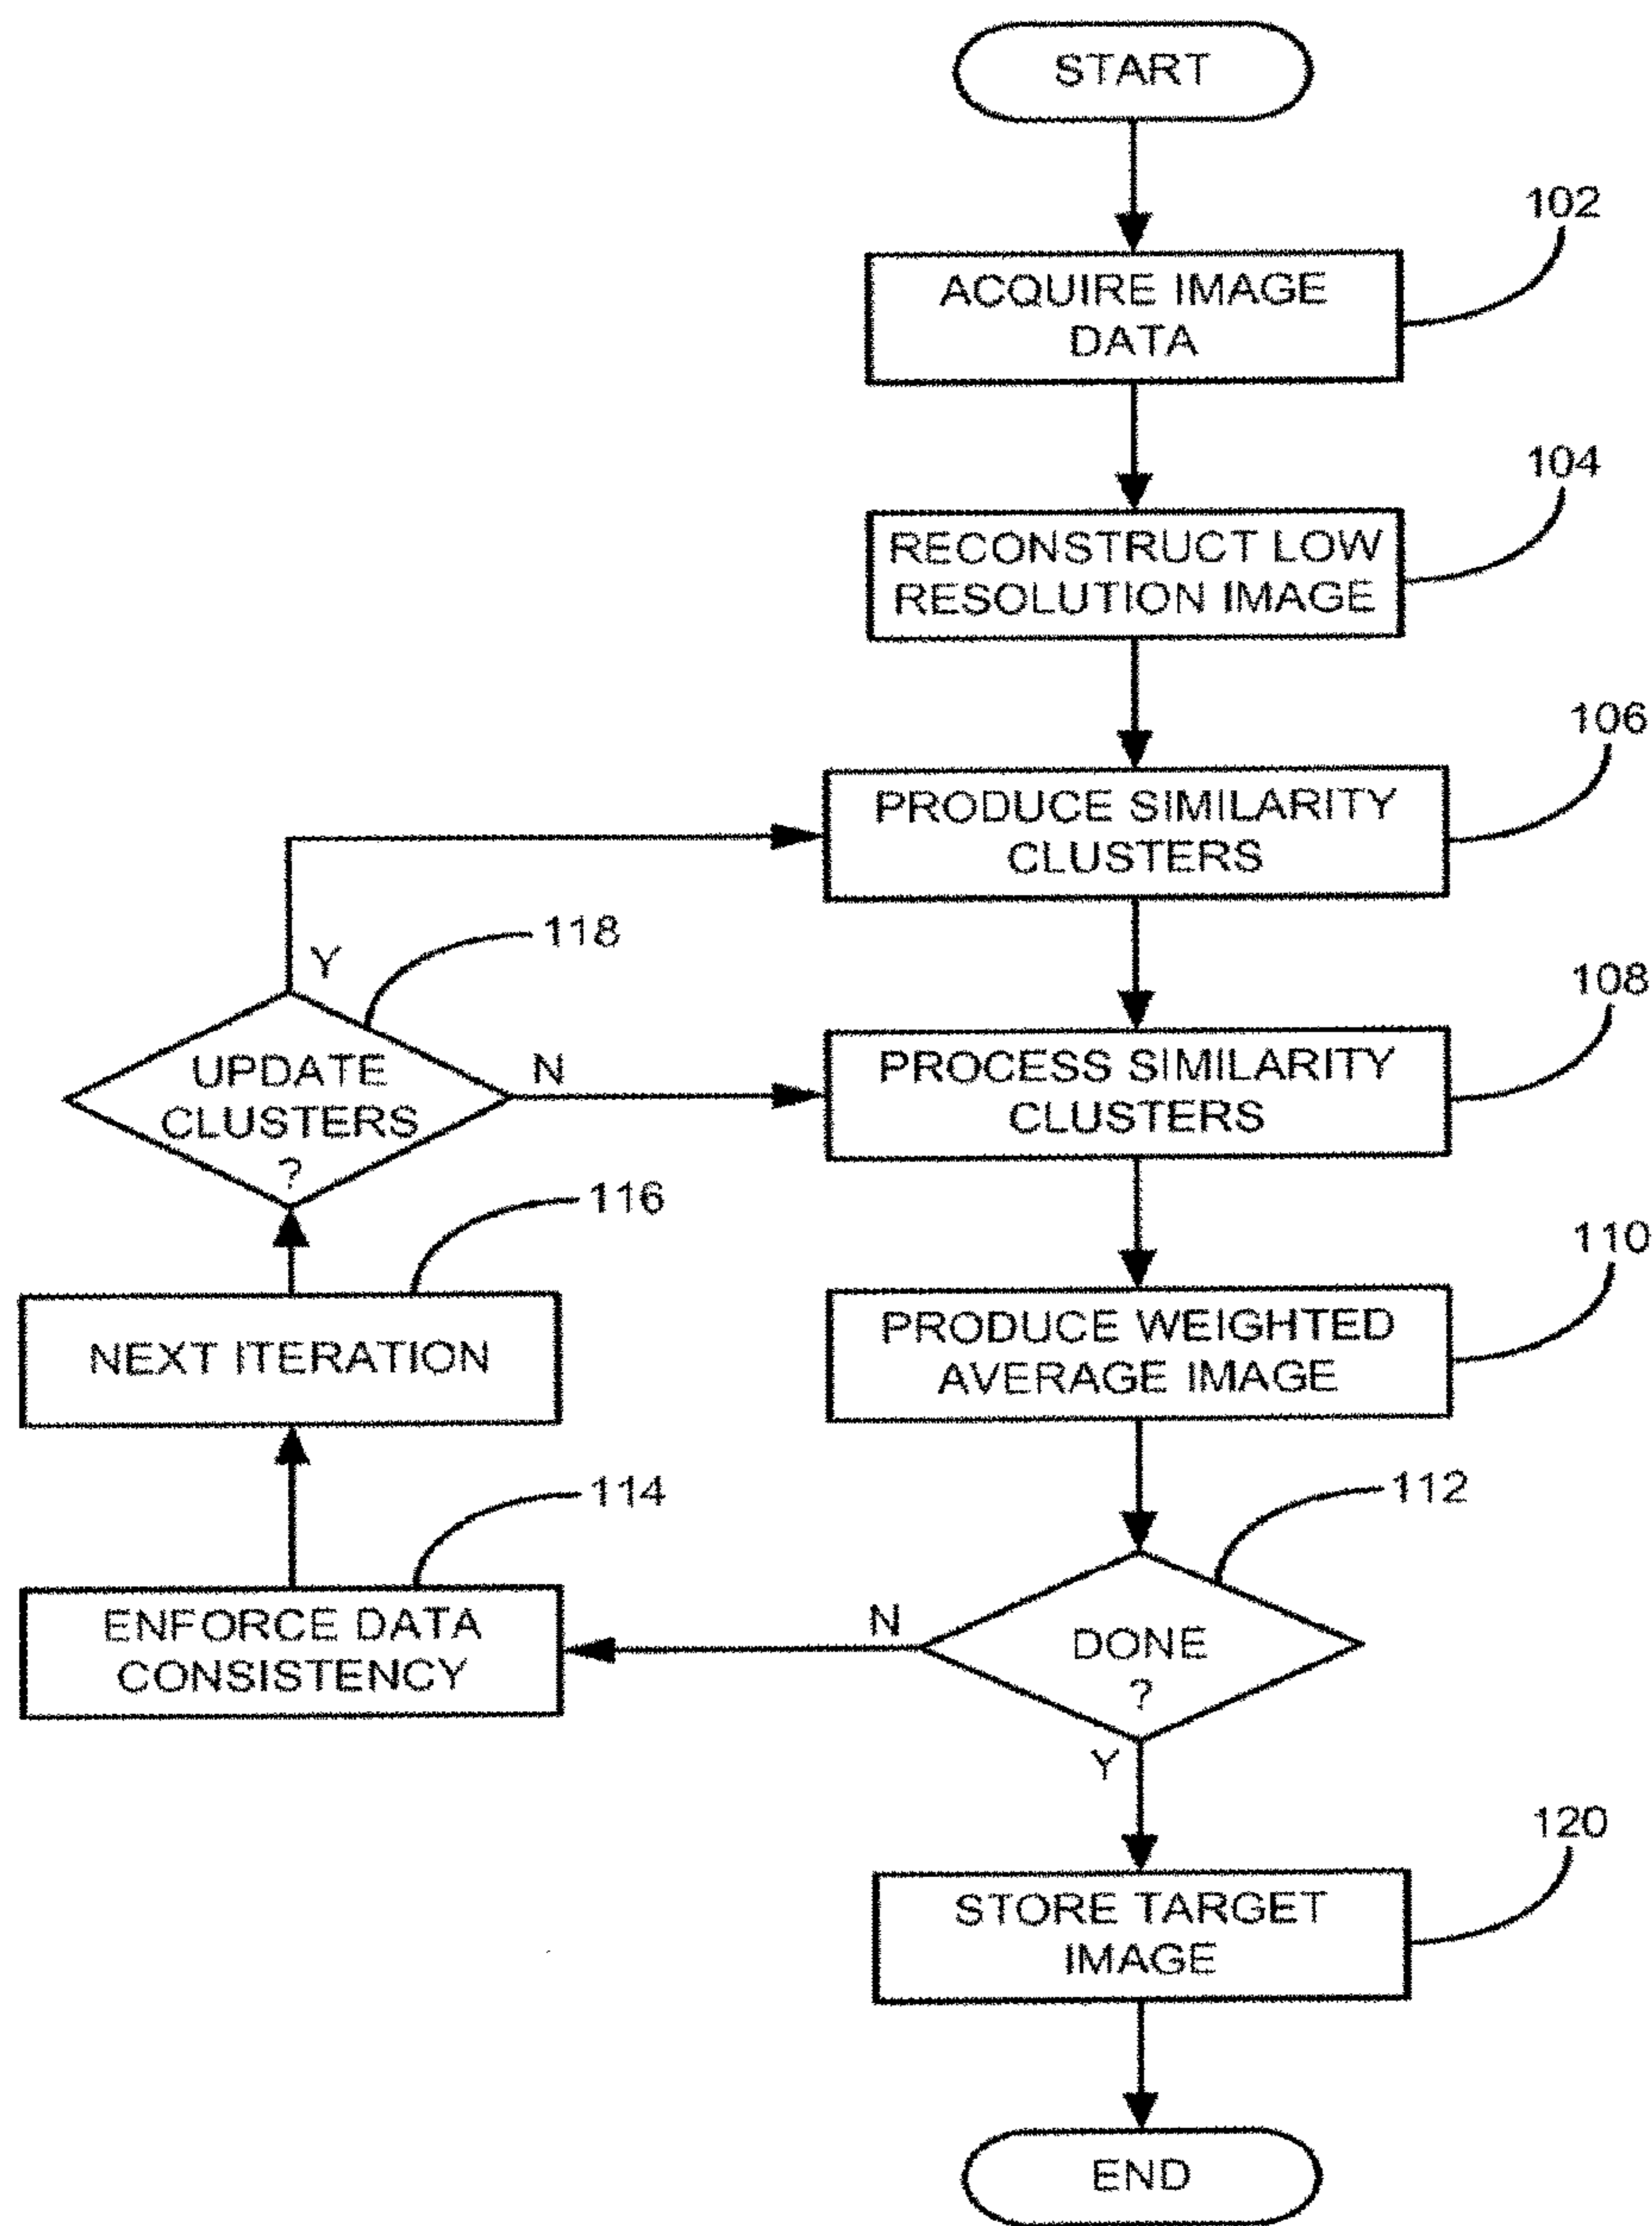 START
102
ACQUIRE IMAGE
DATA
104
RECONSTRUCT LOW
RESOLUTION IMAGE
106
PRODUCE SIMILARITY
CLUSTERS
118
Y
108
UPDATE
CLUSTERS
?
N
PROCESS SIMILARITY
CLUSTERS
116
110
NEXT ITERATION
PRODUCE WEIGHTED
AVERAGE IMAGE
114
112
ENFORCE DATA
CONSISTENCY
N
DONE
?
Y
120
STORE TARGET
IMAGE
END